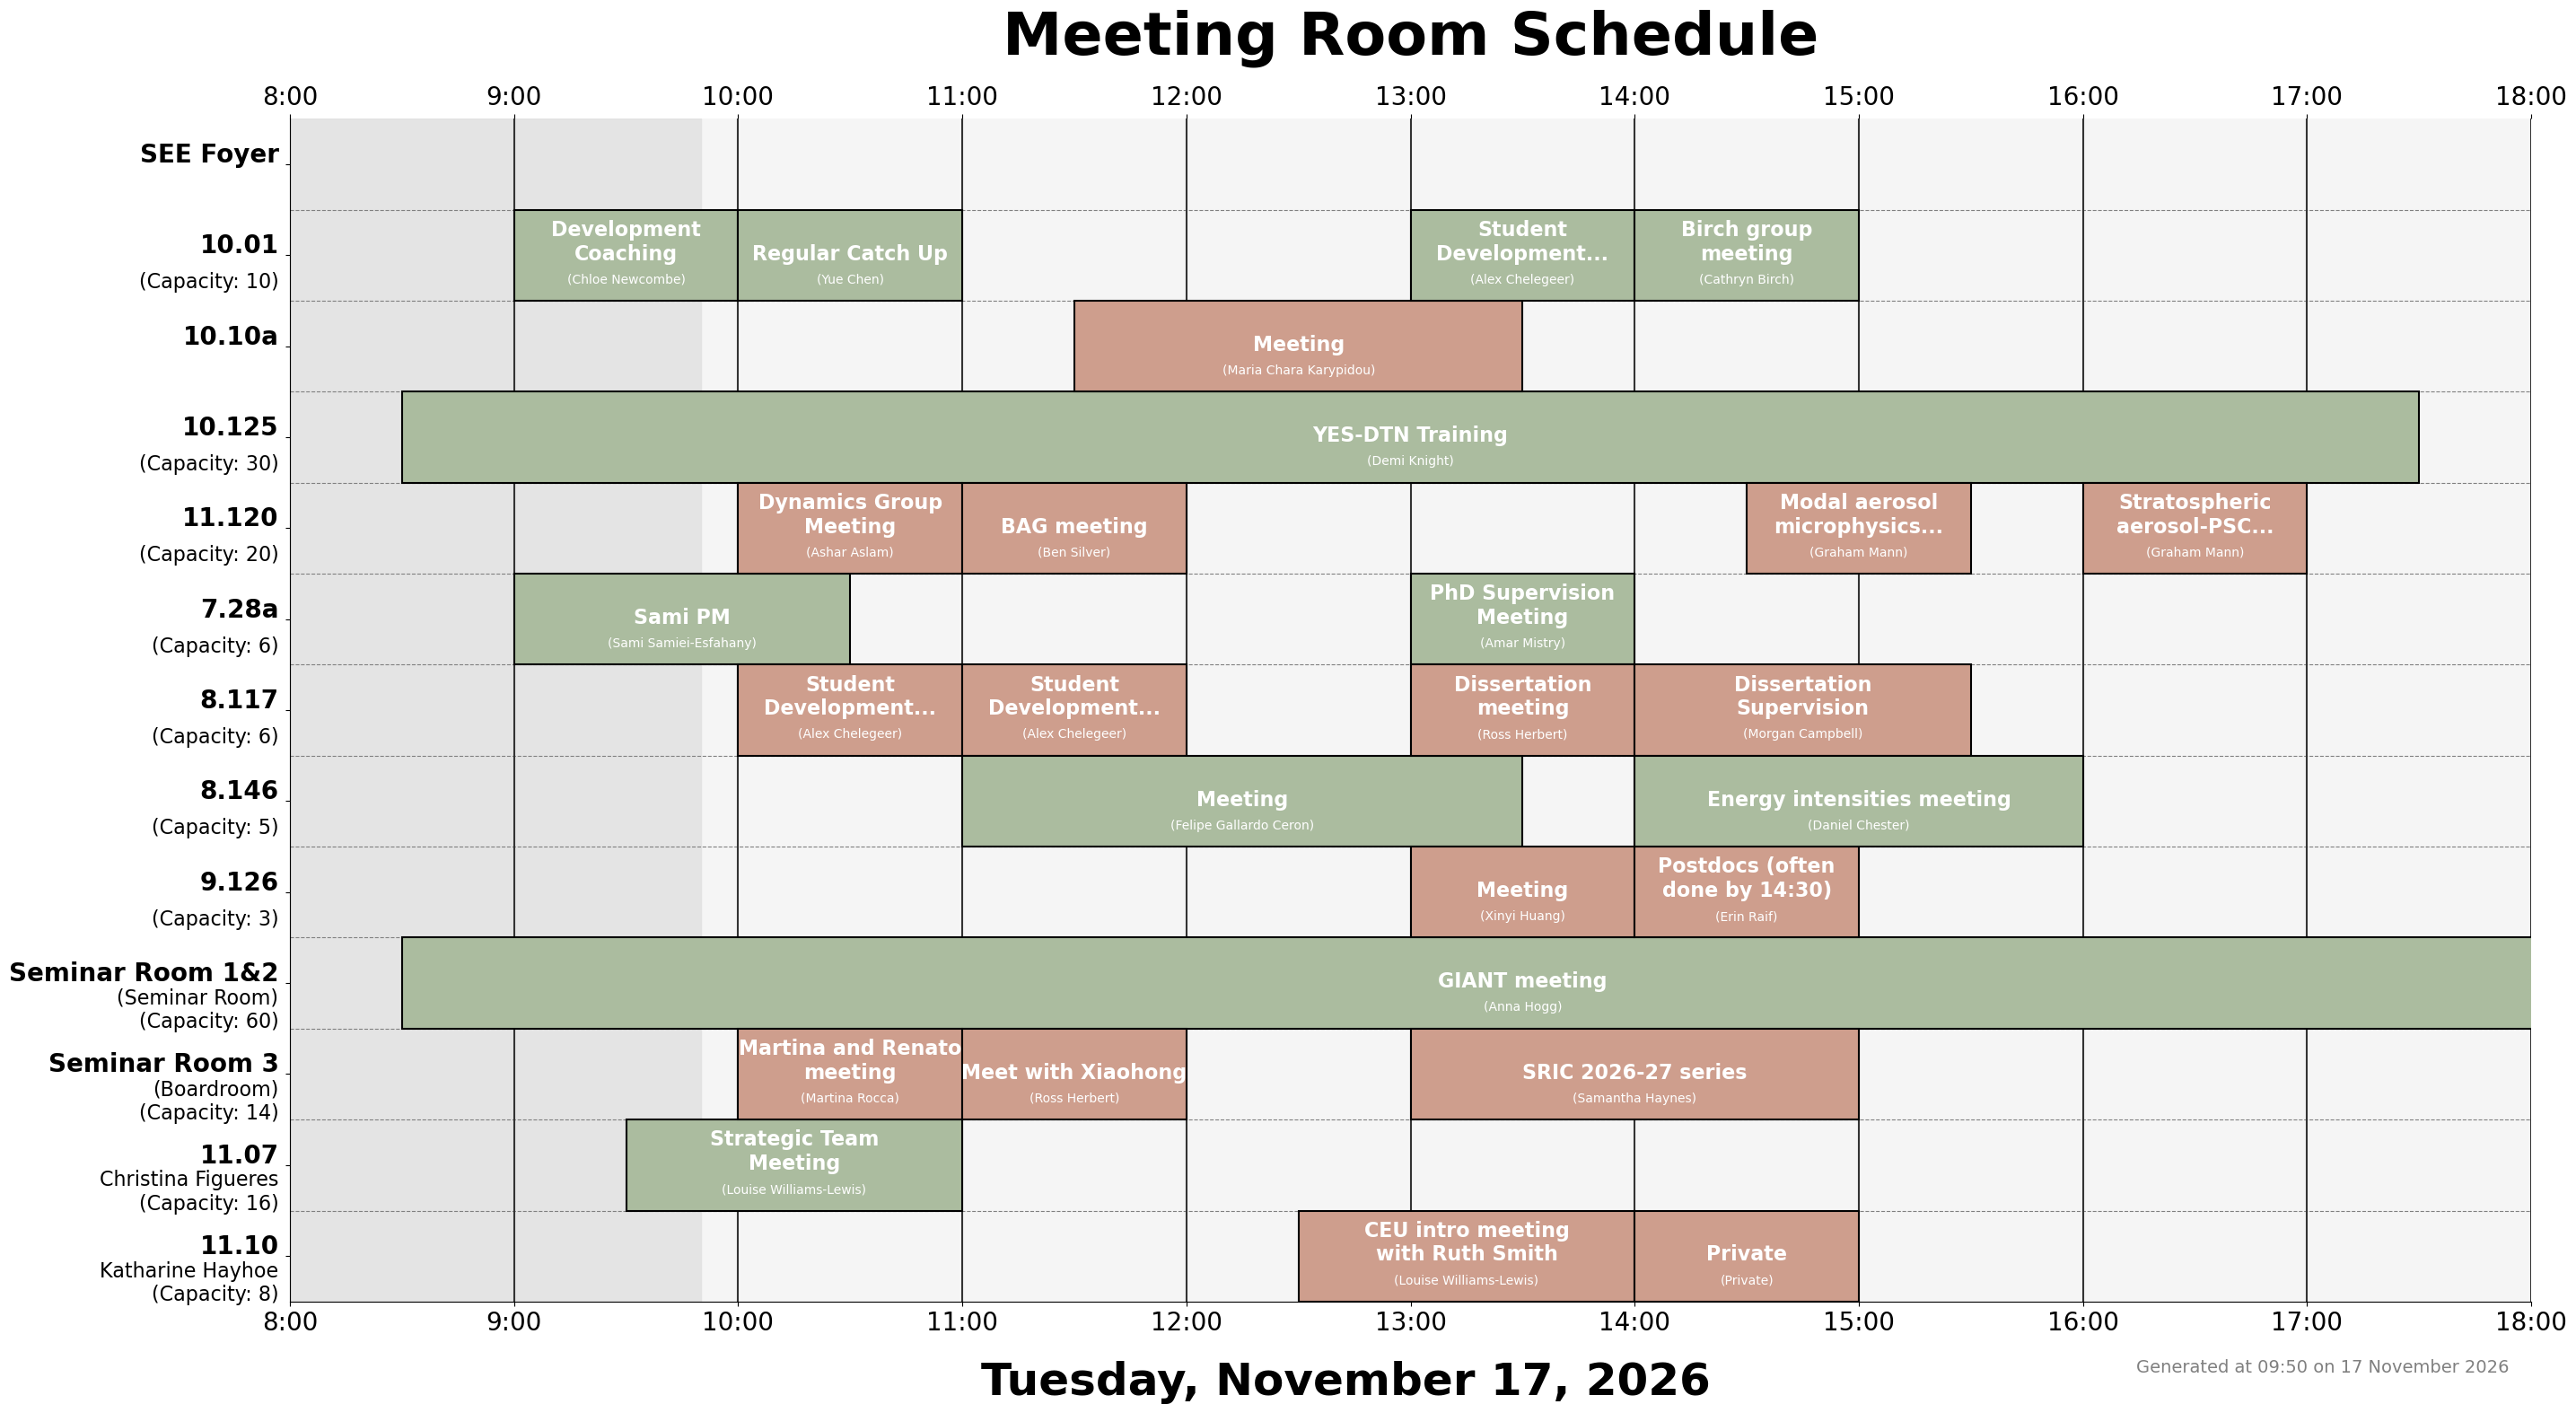 Meeting Room Schedule
8:00 9:00 10:00 11:00 12:00 13:00 14:00 15:00 16:00 17:00 18:00
SEE Foyer
10.01
(Capacity: 10)
Development
Coaching
(Chloe Newcombe)
Regular Catch Up
(Yue Chen)
Student
Development...
(Alex Chelegeer)
Birch group
meeting
(Cathryn Birch)
10.10a
Meeting
(Maria Chara Karypidou)
10.125
(Capacity: 30)
YES-DTN Training
(Demi Knight)
11.120
(Capacity: 20)
Dynamics Group
Meeting
(Ashar Aslam)
BAG meeting
(Ben Silver)
Modal aerosol
microphysics...
(Graham Mann)
Stratospheric
aerosol-PSC...
(Graham Mann)
7.28a
(Capacity: 6)
Sami PM
(Sami Samiei-Esfahany)
PhD Supervision
Meeting
(Amar Mistry)
8.117
(Capacity: 6)
Student
Development...
(Alex Chelegeer)
Student
Development...
(Alex Chelegeer)
Dissertation
meeting
(Ross Herbert)
Dissertation
Supervision
(Morgan Campbell)
8.146
(Capacity: 5)
Meeting
(Felipe Gallardo Ceron)
Energy intensities meeting
(Daniel Chester)
9.126
(Capacity: 3)
Meeting
(Xinyi Huang)
Postdocs (often
done by 14:30)
(Erin Raif)
Seminar Room 1&2
(Seminar Room)
(Capacity: 60)
GIANT meeting
(Anna Hogg)
Seminar Room 3
(Boardroom)
(Capacity: 14)
Martina and Renato
meeting
(Martina Rocca)
Meet with Xiaohong
(Ross Herbert)
SRIC 2026-27 series
(Samantha Haynes)
11.07
Christina Figueres
(Capacity: 16)
Strategic Team
Meeting
(Louise Williams-Lewis)
11.10
Katharine Hayhoe
(Capacity: 8)
CEU intro meeting
with Ruth Smith
(Louise Williams-Lewis)
Private
(Private)
8:00 9:00 10:00 11:00 12:00 13:00 14:00 15:00 16:00 17:00 18:00
Tuesday, November 17, 2026
Generated at 09:50 on 17 November 2026